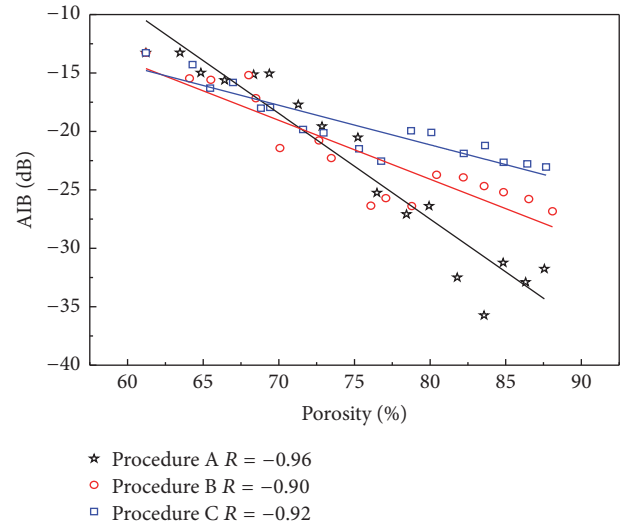 −10
−15
−20
−25
−30
−35
−40
AIB (dB)
60 65 70 75 80 85 90
Porosity (%)
Procedure A R = −0.96
Procedure B R = −0.90
Procedure C R = −0.92